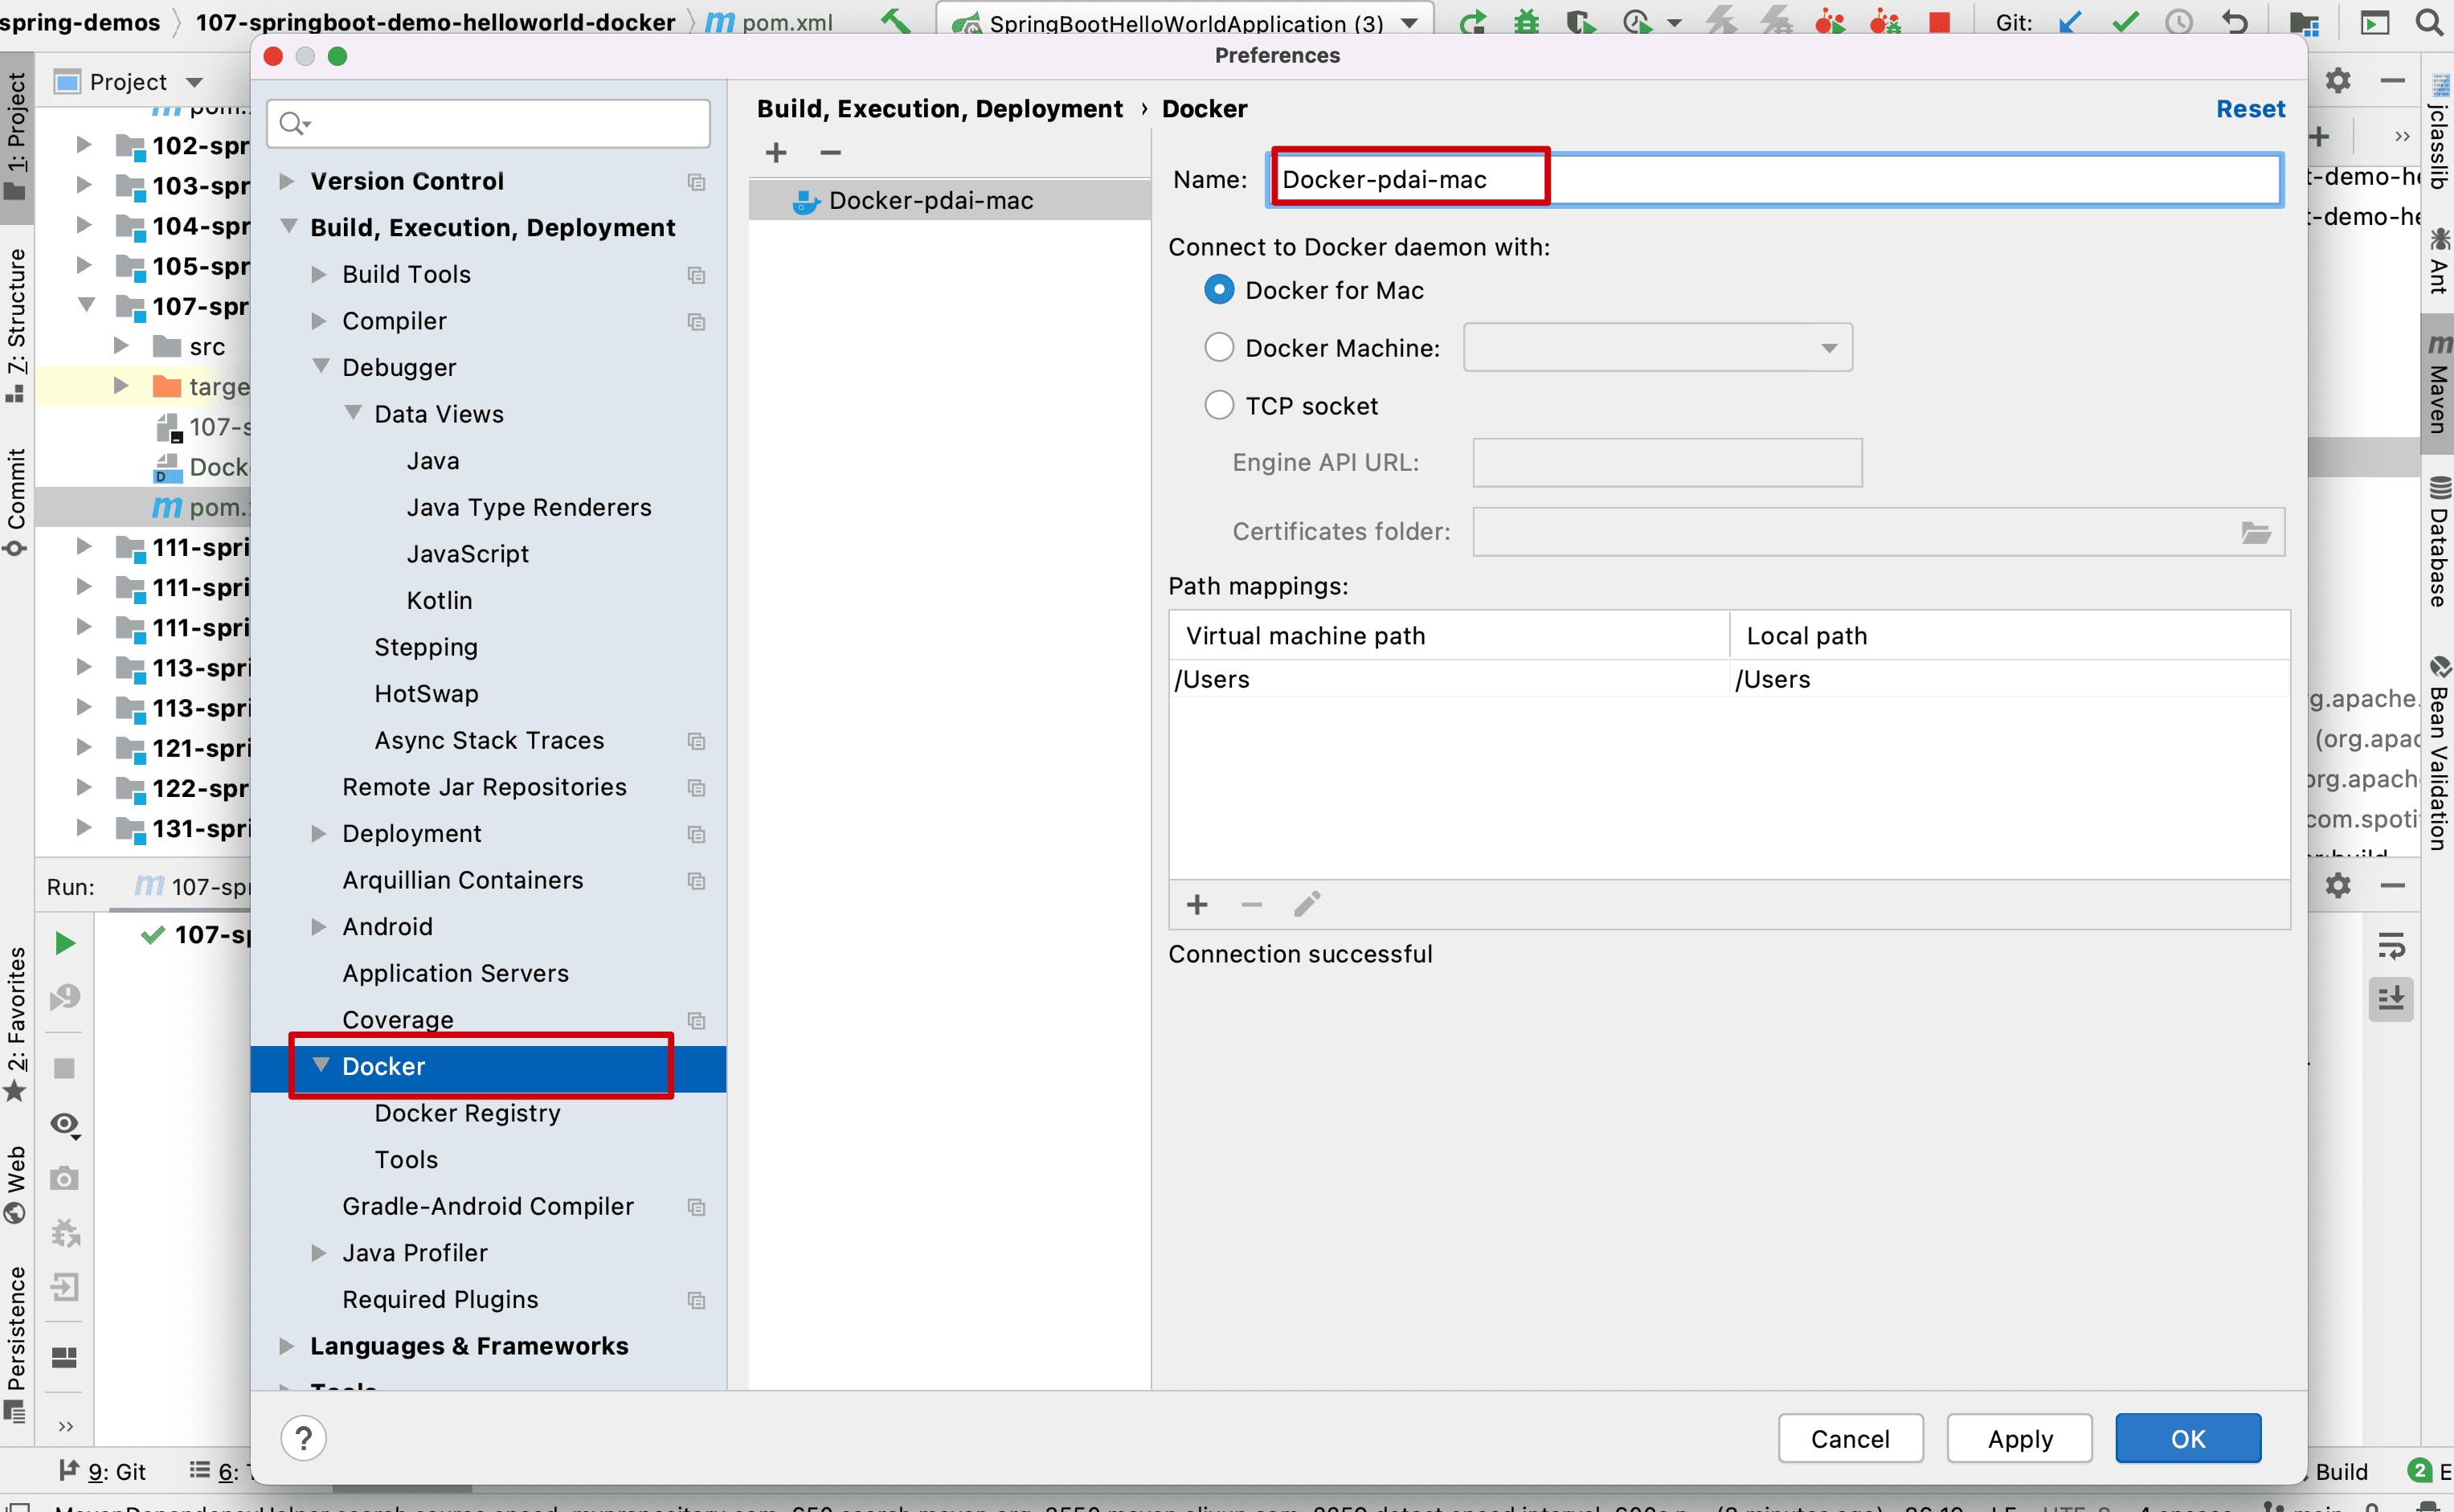 spring-demos 〉 107-springboot-demo-helloworld-docker 〉 m pom.xml
SpringBootHelloWorldApplication (3)
Git:
Preferences
1: Project
7: Structure
Commit
2: Favorites
Web
Persistence
Project
102-spr
103-spr
104-spr
105-spr
107-spr
src
targe
107-s
Dock
pom.
111-spri
111-spri
111-spri
113-spri
113-spri
121-spri
122-spr
131-spri
Run:
107-spr
107-sp
Version Control
Build, Execution, Deployment
Build Tools
Compiler
Debugger
Data Views
Java
Java Type Renderers
JavaScript
Kotlin
Stepping
HotSwap
Async Stack Traces
Remote Jar Repositories
Deployment
Arquillian Containers
Android
Application Servers
Coverage
Docker
Docker Registry
Tools
Gradle-Android Compiler
Java Profiler
Required Plugins
Languages & Frameworks
Tools
Build, Execution, Deployment › Docker
Reset
Docker-pdai-mac
Name: Docker-pdai-mac
Connect to Docker daemon with:
Docker for Mac
Docker Machine:
TCP socket
Engine API URL:
Certificates folder:
Path mappings:
Virtual machine path Local path
/Users /Users
Connection successful
? Cancel Apply OK
t-demo-he
t-demo-he
g.apache.
(org.apac
org.apach
com.spoti
jclasslib
Ant
Maven
Database
Bean Validation
9: Git
6:
Build
2 E